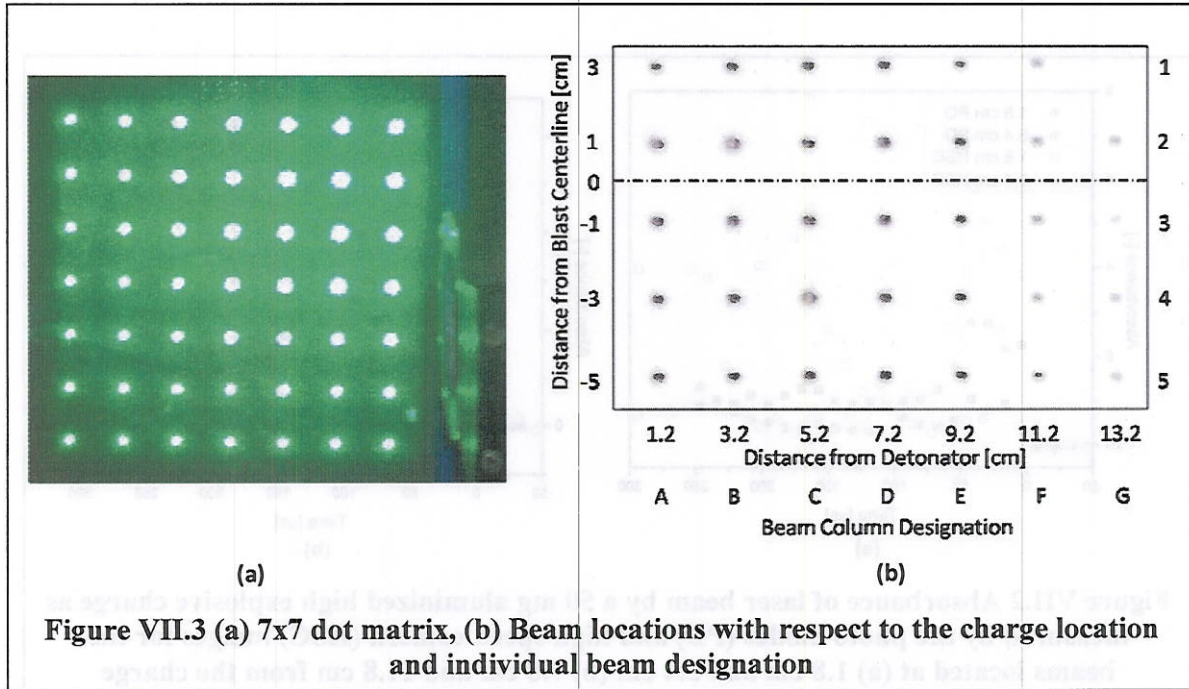 3 1
1 2
0
-1 3
-3 4
-5 5
Distance from Blast Centerline [cm]
1.2 3.2 5.2 7.2 9.2 11.2 13.2
Distance from Detonator [cm]
A B C D E F G
Beam Column Designation
(a) (b)
Figure VII.3 (a) 7x7 dot matrix, (b) Beam locations with respect to the charge location
and individual beam designation